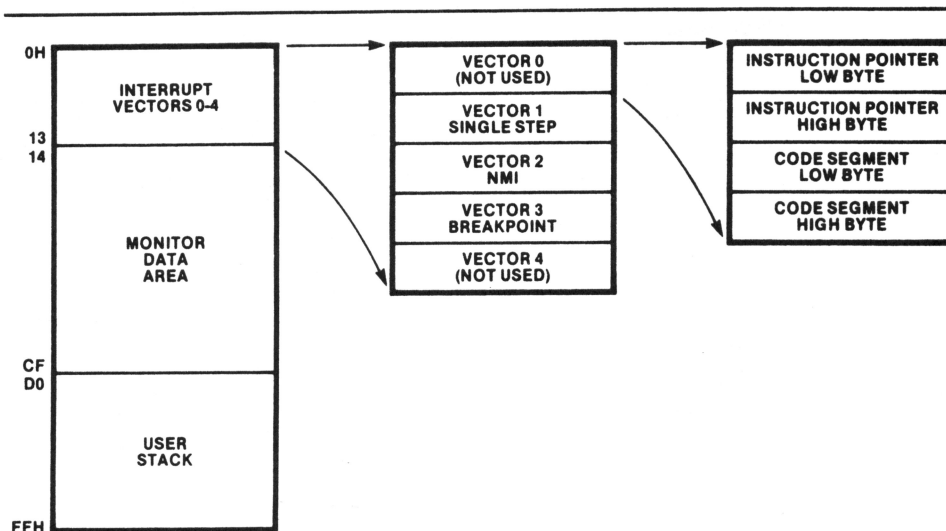 0H
INTERRUPT
VECTORS 0-4
13
14
MONITOR
DATA
AREA
CF
D0
USER
STACK
FFH
VECTOR 0
(NOT USED)
VECTOR 1
SINGLE STEP
VECTOR 2
NMI
VECTOR 3
BREAKPOINT
VECTOR 4
(NOT USED)
INSTRUCTION POINTER
LOW BYTE
INSTRUCTION POINTER
HIGH BYTE
CODE SEGMENT
LOW BYTE
CODE SEGMENT
HIGH BYTE